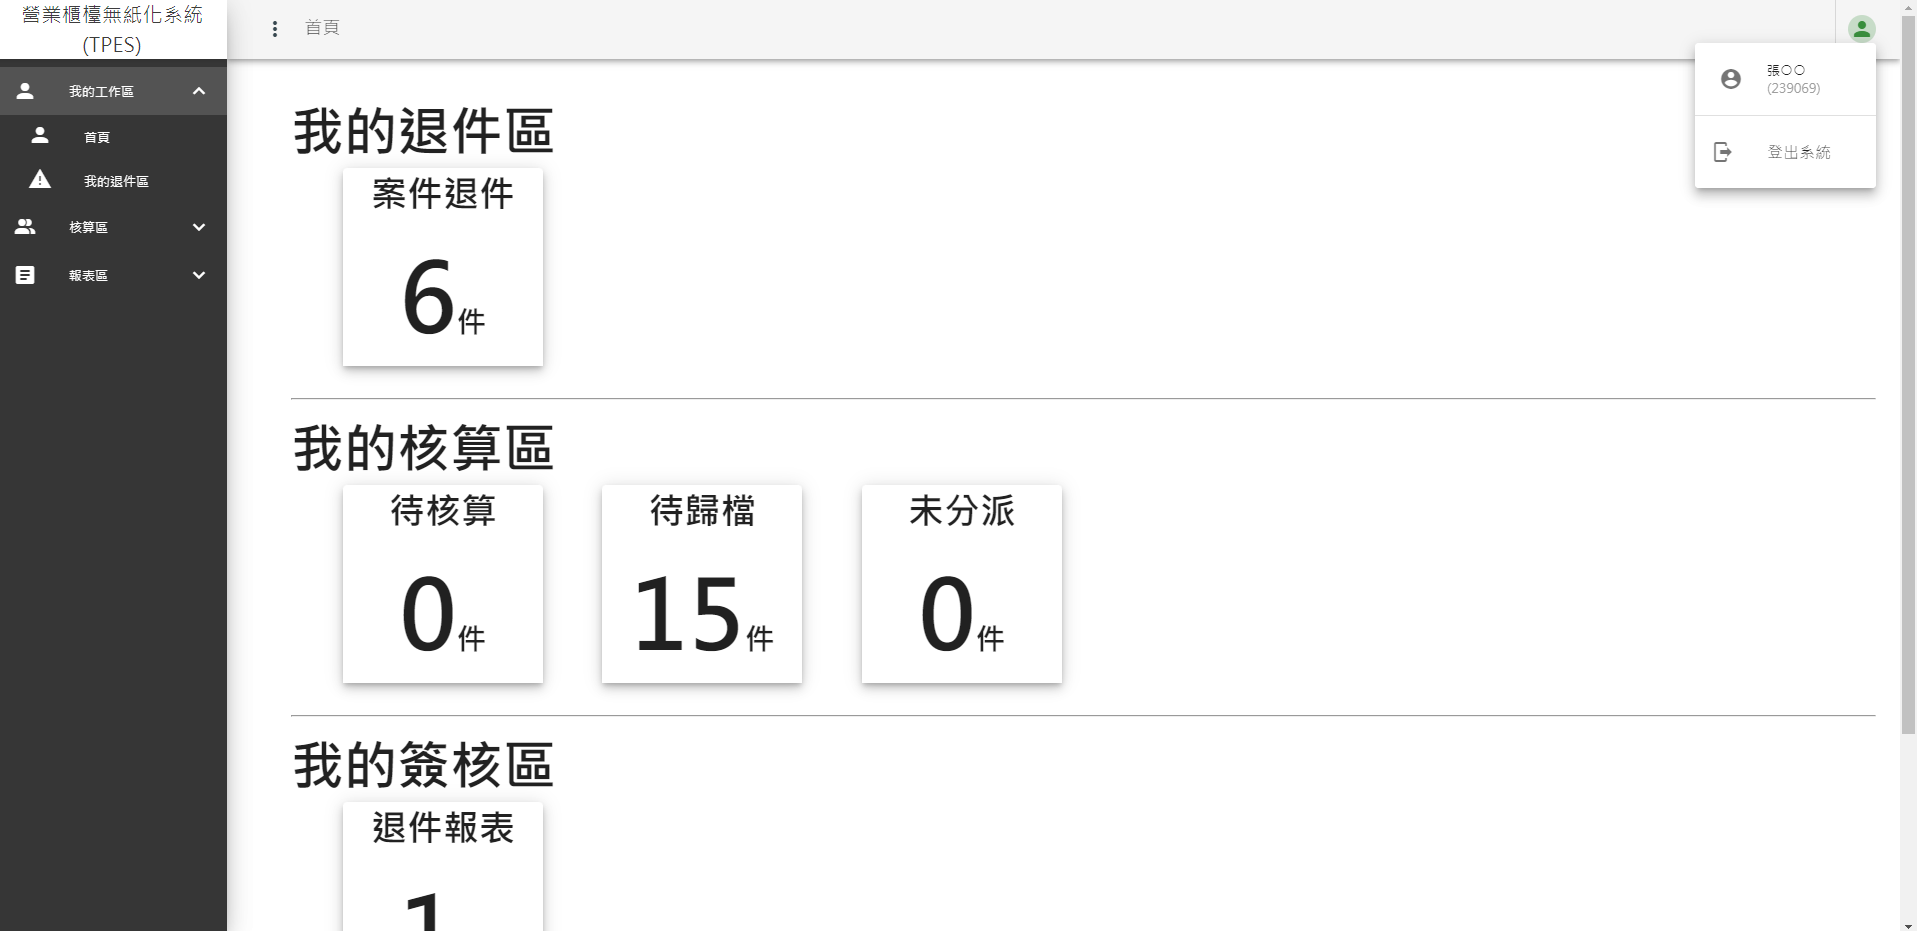 營業櫃檯無紙化系統
(TPES)
首頁
張〇〇
(239069)
登出系統
我的工作區
首頁
我的退件區
核算區
報表區
我的退件區
案件退件
6件
我的核算區
待核算
0件
待歸檔
15件
未分派
0件
我的簽核區
退件報表
1